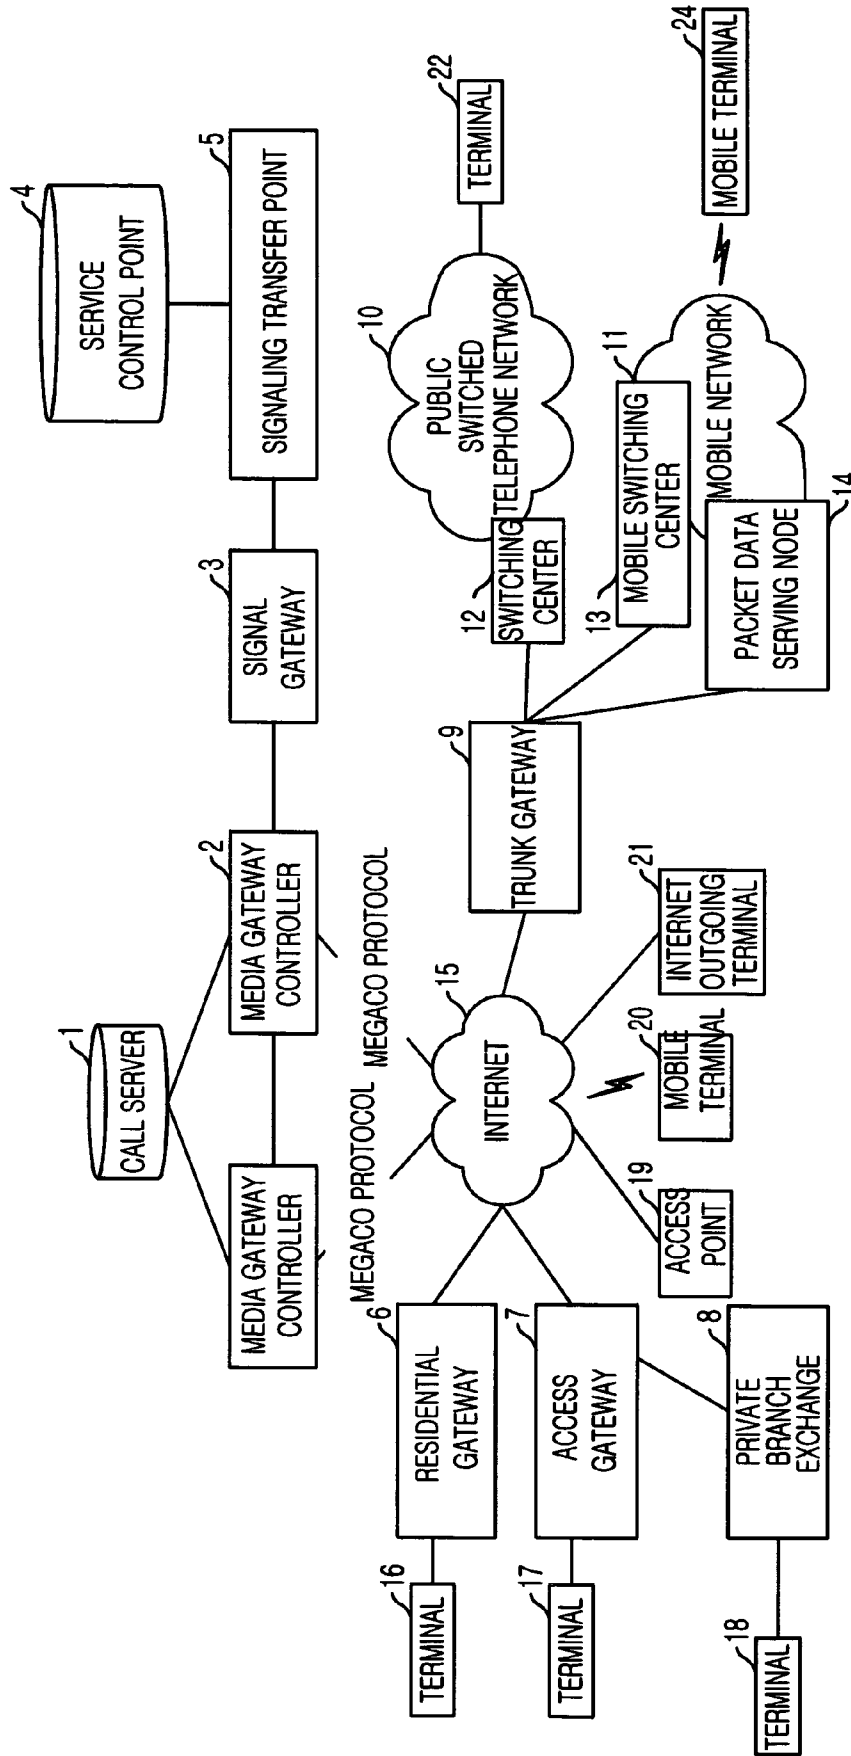 4
SERVICE
CONTROL POINT
1
CALL SERVER
MEDIA GATEWAY
CONTROLLER
2
MEDIA GATEWAY
CONTROLLER
3
SIGNAL
GATEWAY
5
SIGNALING TRANSFER POINT
MEGACO PROTOCOL
MEGACO PROTOCOL
16
TERMINAL
6
RESIDENTIAL
GATEWAY
17
TERMINAL
7
ACCESS
GATEWAY
18
TERMINAL
8
PRIVATE
BRANCH
EXCHANGE
15
INTERNET
19
ACCESS
POINT
20
MOBILE
TERMINAL
21
INTERNET
OUTGOING
TERMINAL
9
TRUNK GATEWAY
10
PUBLIC
SWITCHED
TELEPHONE NETWORK
12
SWITCHING
CENTER
22
TERMINAL
13
MOBILE SWITCHING
CENTER
11
MOBILE NETWORK
PACKET DATA
SERVING NODE
14
24
MOBILE TERMINAL